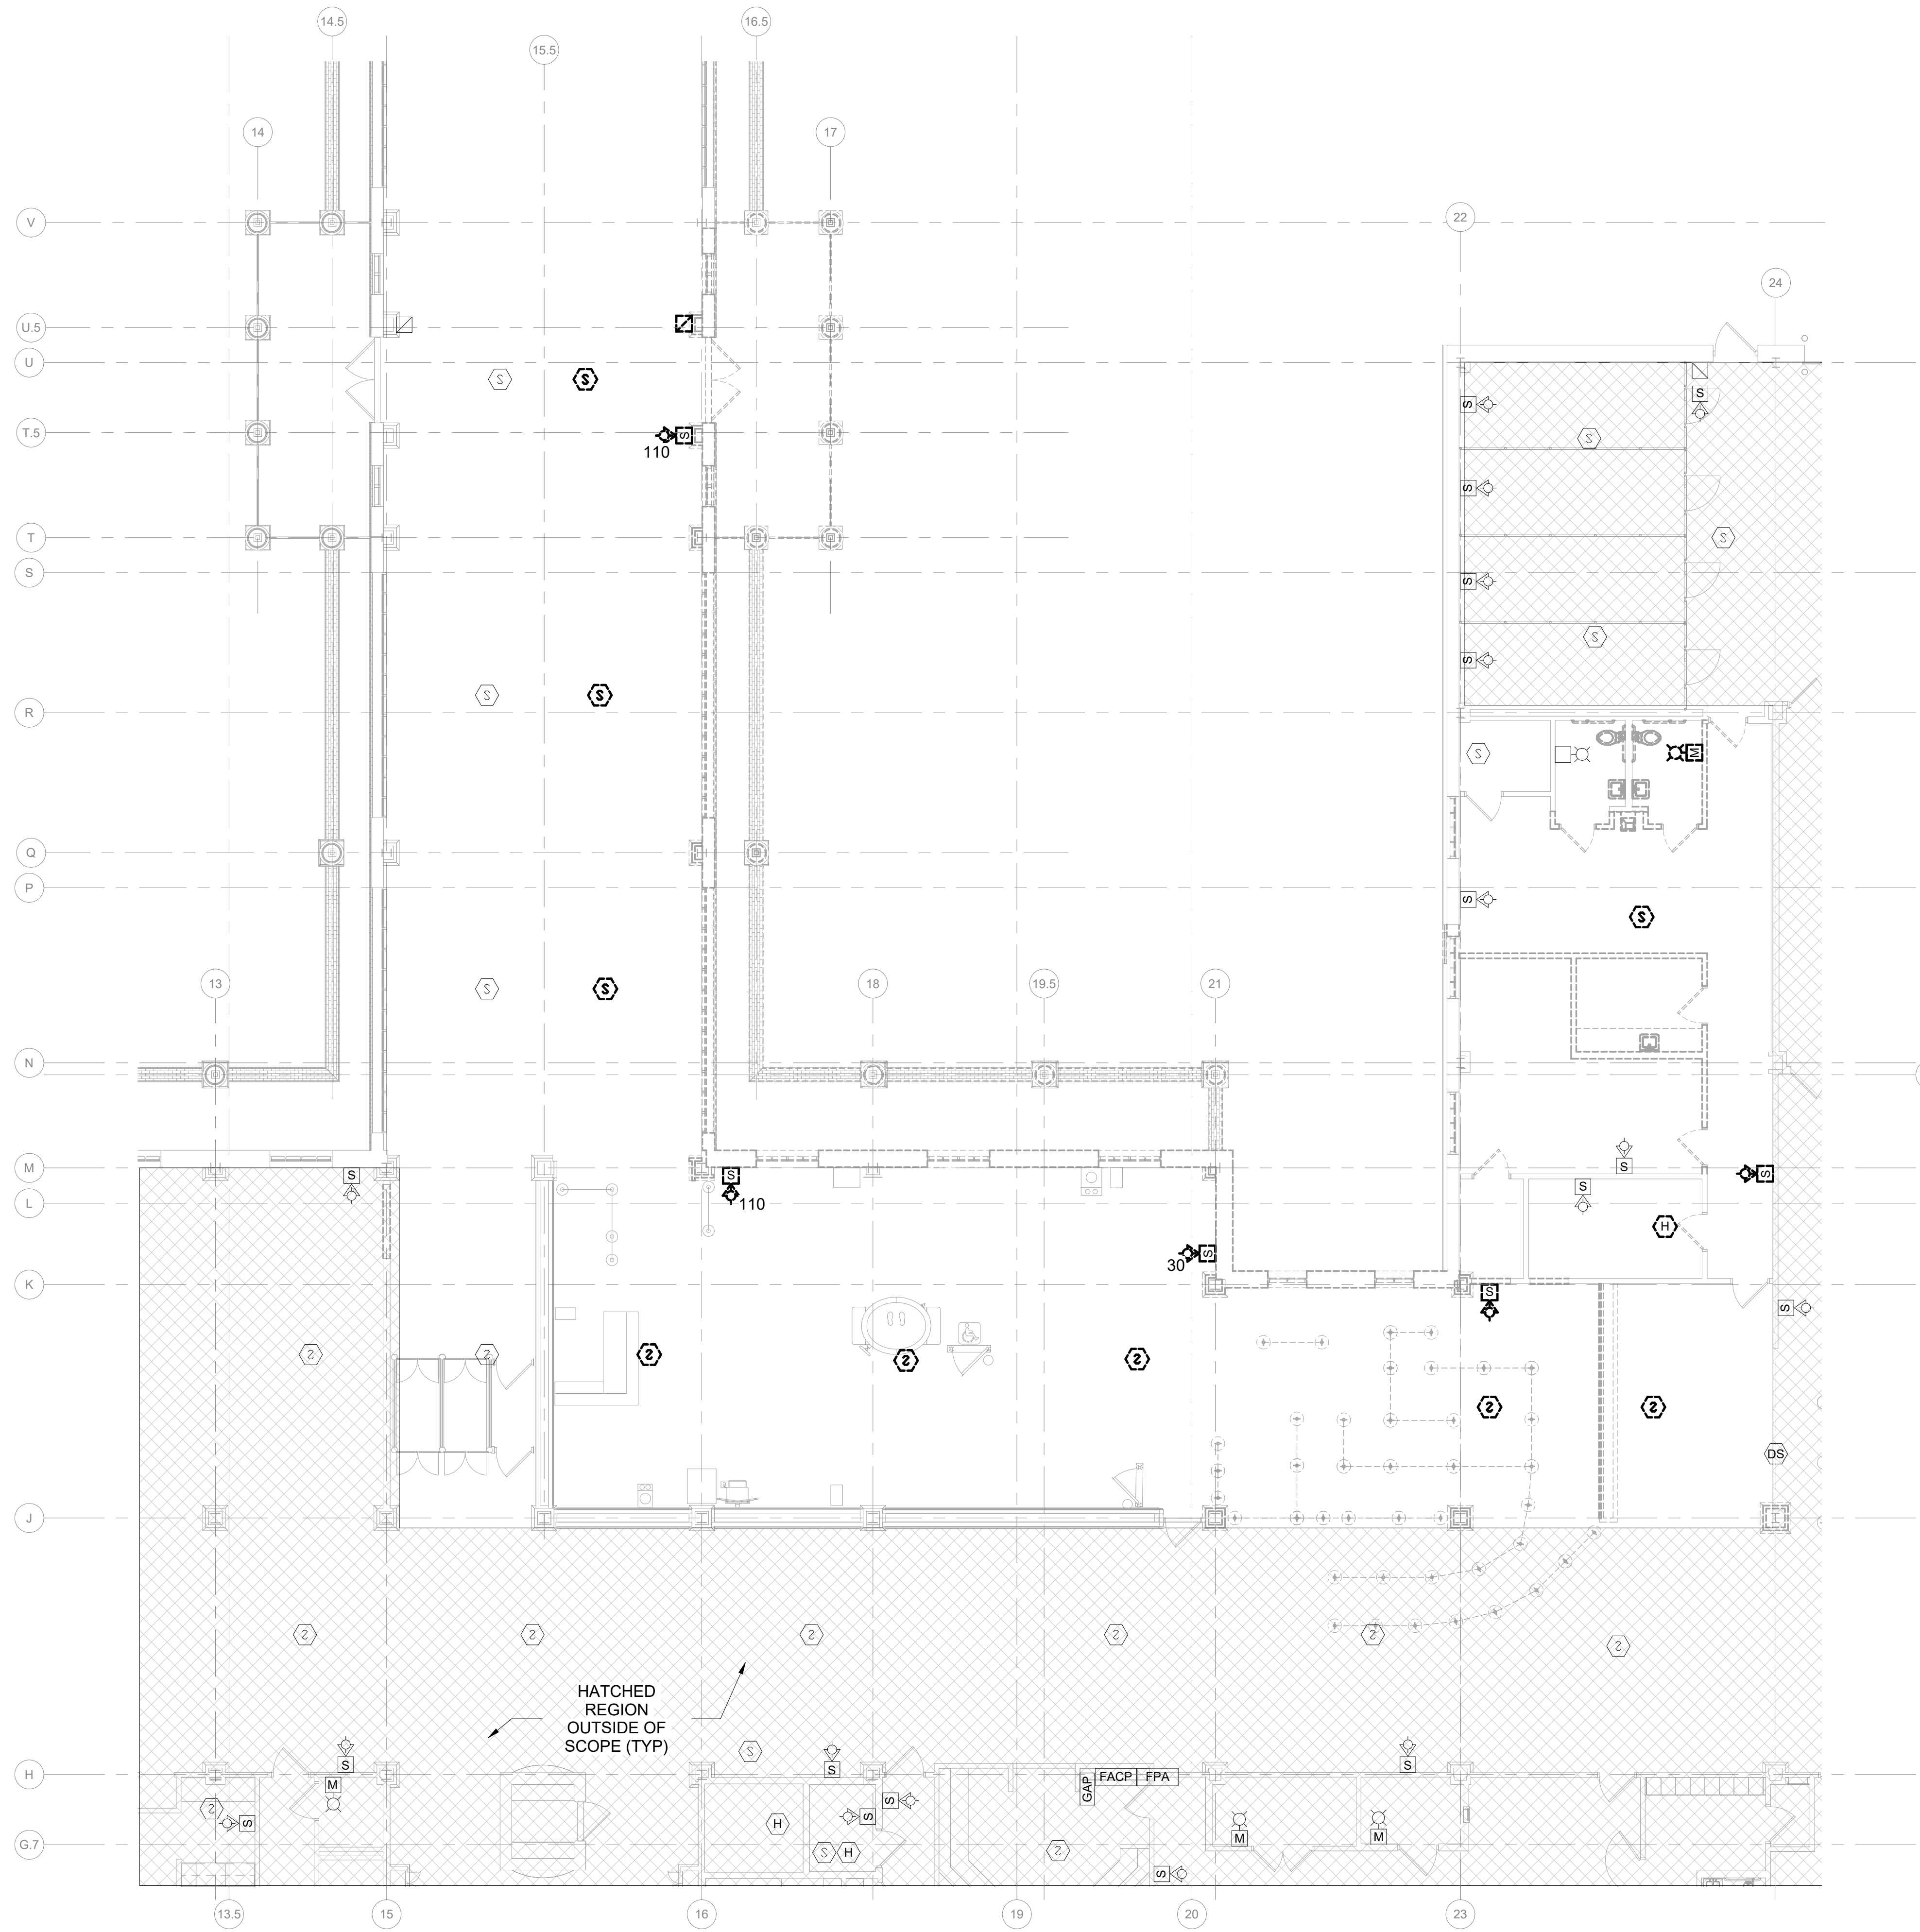 14.5
16.5
15.5
14
17
V
22
24
U.5
U
S
S
S
S
S
T.5
S
110
S
S
T
S
S
S
S
S
S
R
S
S
S
M
Q
P
S
S
13
S
S
18
19.5
21
N
M
S
S
S
S
S
L
110
H
30
S
K
S
S
S
S
S
S
S
S
S
DS
J
S
S
S
S
S
S
HATCHED
REGION
OUTSIDE OF
SCOPE (TYP)
S
S
S
S
H
M
GAP
FACP
FPA
S
S
S
S
H
M
M
G.7
S
H
S
S
13.5
15
16
19
20
23